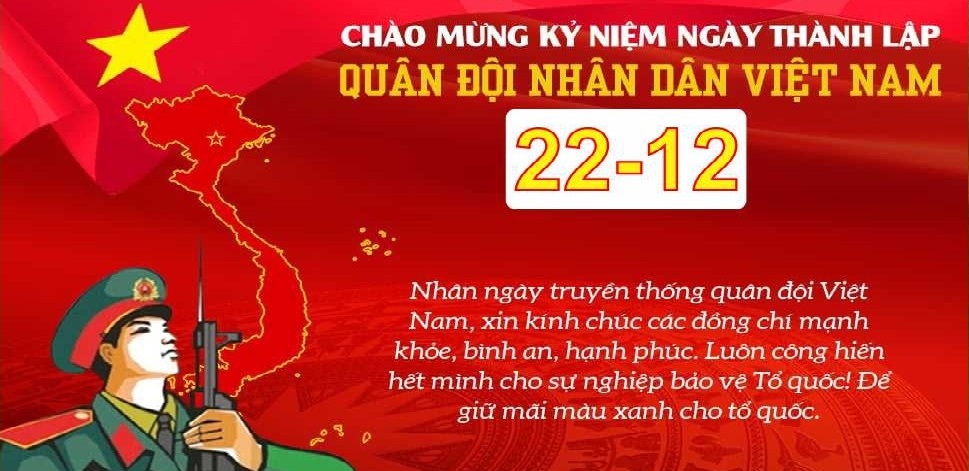 CHÀO MỪNG KỶ NIỆM NGÀY THÀNH LẬP
QUÂN ĐỘI NHÂN DÂN VIỆT NAM
22-12
Nhân ngày truyền thống quân đội Việt
Nam, xin kính chúc các đồng chí mạnh
khỏe, bình an, hạnh phúc. Luôn công hiến
hết mình cho sự nghiệp bảo vệ Tổ quốc! Để
giữ mãi màu xanh cho tổ quốc.